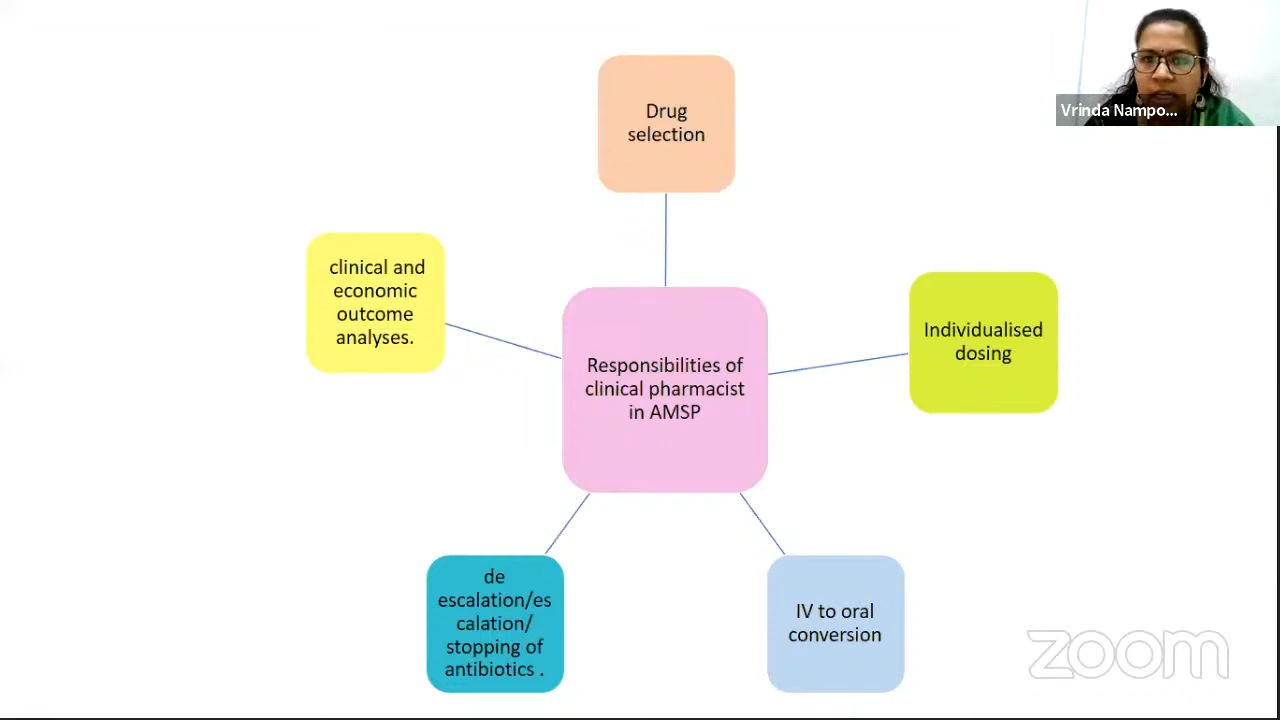 Drug
selection
Vrinda Nampo...
clinical and
economic
outcome
analyses.
Individualised
dosing
Responsibilities of
clinical pharmacist
in AMSP
de
escalation/es
calation/
stopping of
antibiotics .
IV to oral
conversion
zoom